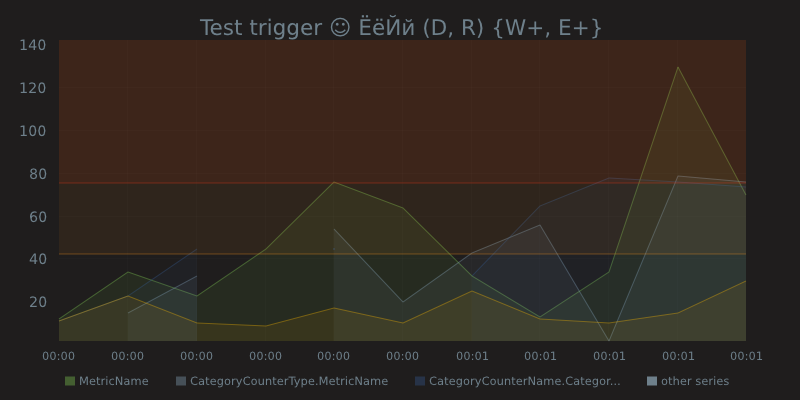 Test trigger ☺ ЁёЙй (D, R) {W+, E+}
140
120
100
80
60
40
20
00:00 00:00 00:00 00:00 00:00 00:00 00:01 00:01 00:01 00:01 00:01
MetricName CategoryCounterType.MetricName CategoryCounterName.Categor... other series